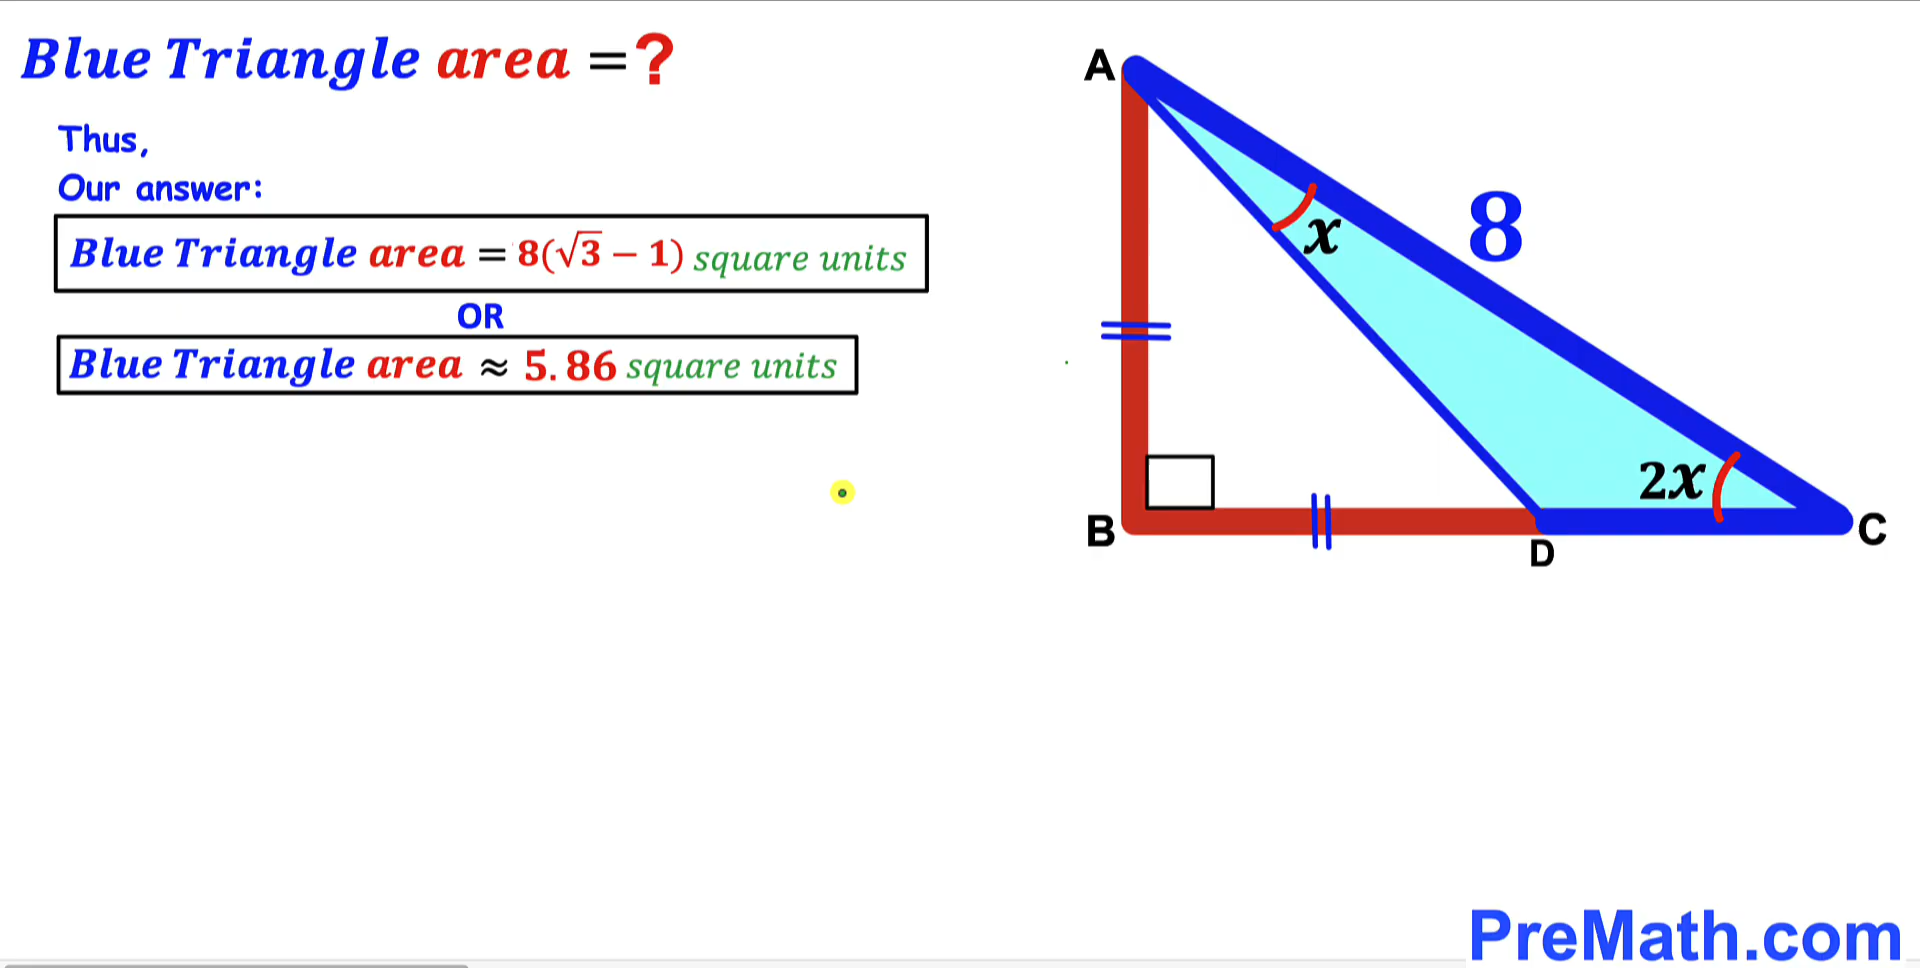 Blue Triangle area = ?
Thus,
Our answer:
Blue Triangle area = 8(√3 − 1) square units
OR
Blue Triangle area ≈ 5.86 square units
A
8
x
2x
B
D
C
PreMath.com